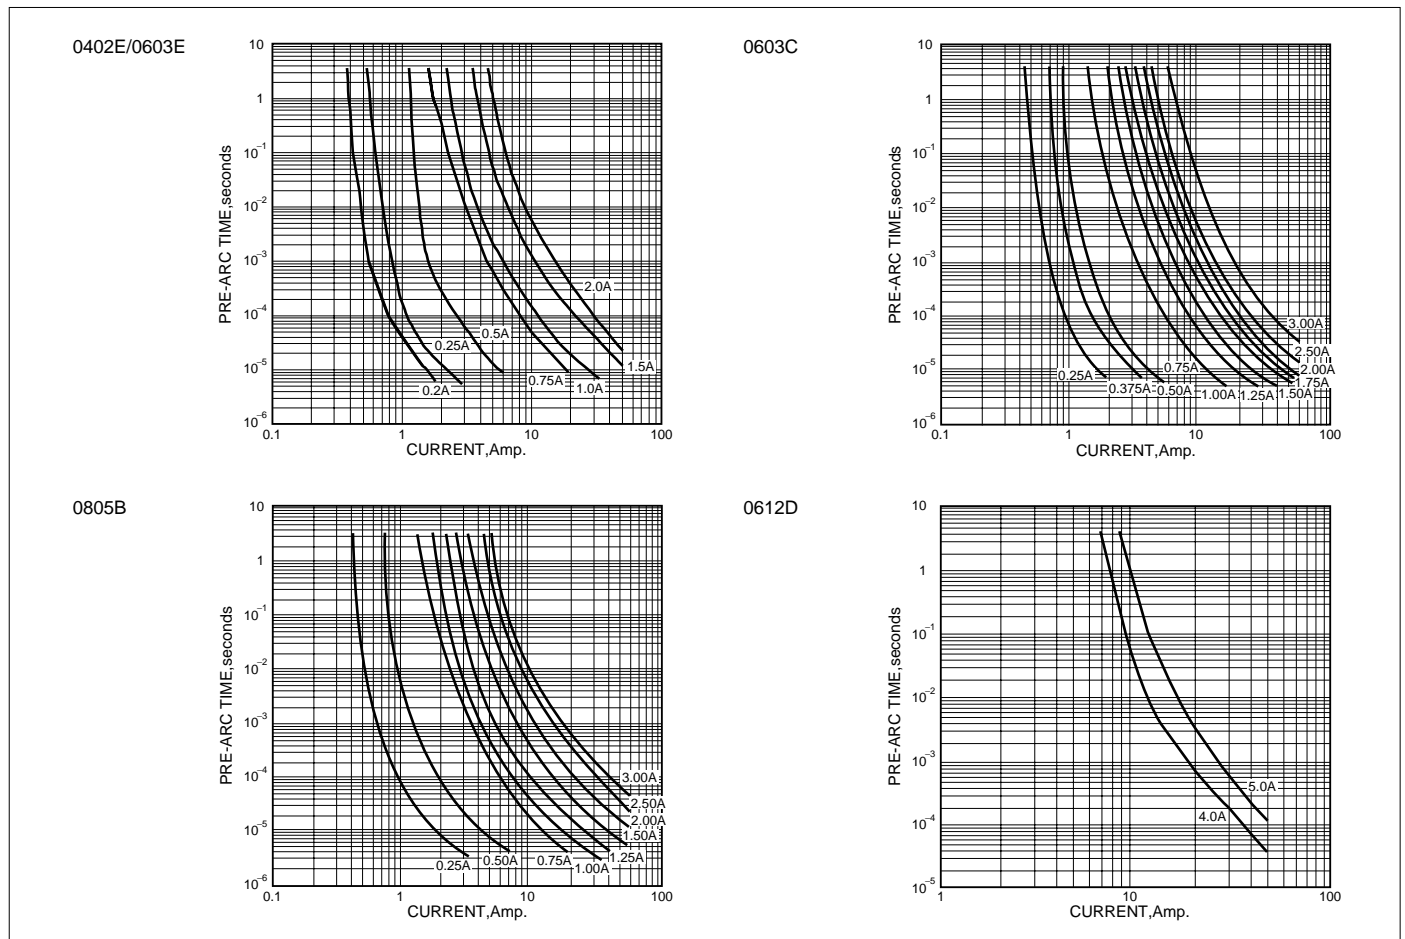 0402E/0603E
PRE-ARC TIME,seconds
10
1
10⁻¹
10⁻²
10⁻³
10⁻⁴
10⁻⁵
10⁻⁶
2.0A
0.5A
0.25A
1.5A
0.75A
1.0A
0.2A
0.1
1
10
100
CURRENT,Amp.
0603C
PRE-ARC TIME,seconds
10
1
10⁻¹
10⁻²
10⁻³
10⁻⁴
10⁻⁵
10⁻⁶
3.00A
2.50A
0.75A
2.00A
0.25A
1.75A
0.375A
0.50A
1.00A
1.25A
1.50A
0.1
1
10
100
CURRENT,Amp.
0805B
PRE-ARC TIME,seconds
10
1
10⁻¹
10⁻²
10⁻³
10⁻⁴
10⁻⁵
10⁻⁶
3.00A
2.50A
2.00A
1.50A
1.25A
0.25A
0.50A
0.75A
1.00A
0.1
1
10
100
CURRENT,Amp.
0612D
PRE-ARC TIME,seconds
10
1
10⁻¹
10⁻²
10⁻³
10⁻⁴
10⁻⁵
5.0A
4.0A
1
10
100
CURRENT,Amp.